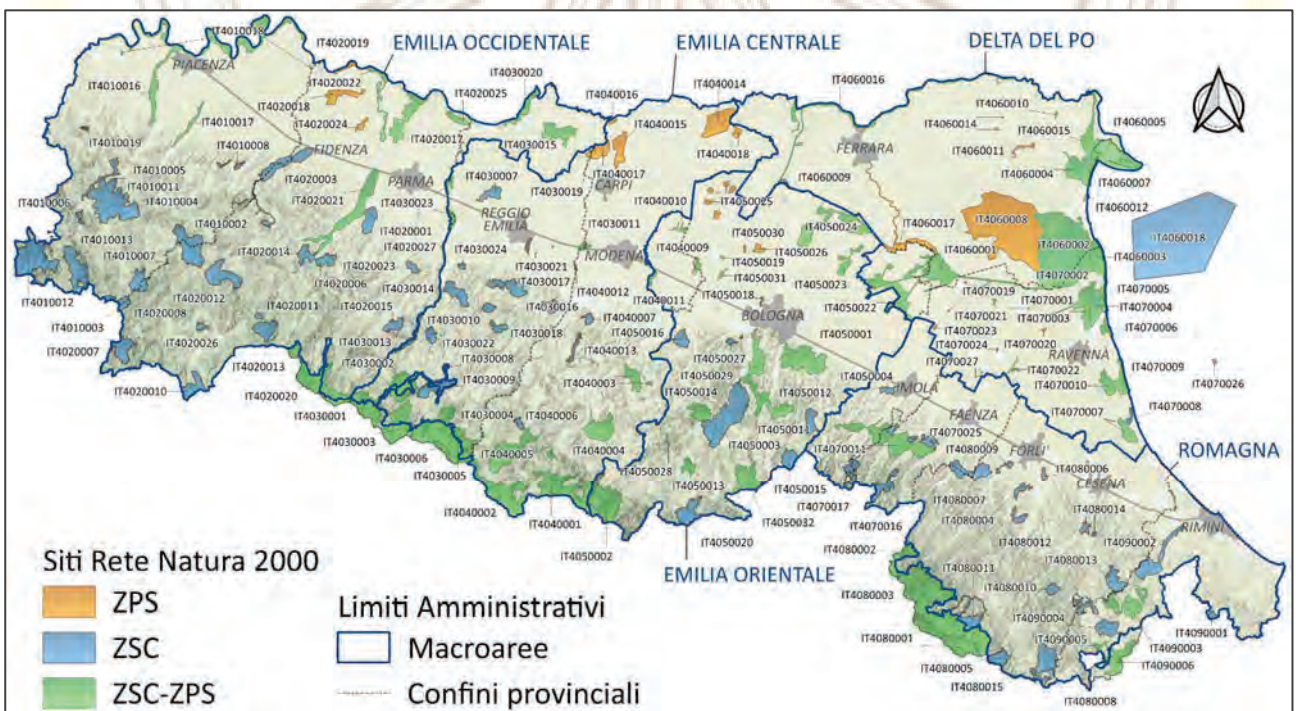 EMILIA OCCIDENTALE
EMILIA CENTRALE
DELTA DEL PO
IT4010018
IT4020019
PIACENZA
IT4020022
IT4030020
IT4040014
IT4060016
IT4010016
IT4020025
IT4040016
IT4060010
IT4020018
IT4040015
IT4060014
IT4060015
IT4060005
IT4010017
IT4020024
IT4020017
IT4030015
IT4040018
FERRARA
IT4060011
IT4010019
IT4010008
FIDENZA
IT4040017
IT4060004
IT4010005
IT4020003
IT4030007
IT4030019
CARPI
IT4060009
IT4060007
IT4010011
PARMA
IT4040010
IT4060012
IT4010006
IT4010004
IT4020021
IT4030023
REGGIO
EMILIA
IT4030011
IT4050025
IT4060017
IT4060008
IT4010002
IT4020001
IT4050030
IT4050024
IT4060018
IT4010013
IT4030024
MODENA
IT4040009
IT4050026
IT4060001
IT4060002
IT4010007
IT4020014
IT4020027
IT4050019
IT4060003
IT4020023
IT4030021
IT4050031
IT4050023
IT4070002
IT4010012
IT4020006
IT4030014
IT4030017
IT4040012
IT4040011
IT4050018
IT4070019
IT4070005
IT4020012
IT4020011
IT4020015
IT4030016
BOLOGNA
IT4050022
IT4070001
IT4070004
IT4010003
IT4020008
IT4030010
IT4040007
IT4070021
IT4070003
IT4070006
IT4020007
IT4030013
IT4030018
IT4050016
IT4050001
IT4070023
IT4070020
IT4020026
IT4030022
IT4040013
IT4070024
RAVENNA
IT4020013
IT4030002
IT4030008
IT4050027
IT4070027
IT4070022
IT4070009
IT4020010
IT4030009
IT4040003
IT4050029
IT4050004
IMOLA
IT4070010
IT4070026
IT4020020
IT4050014
IT4050012
FAENZA
IT4070007
IT4070008
IT4030001
IT4030004
IT4040006
IT4070025
IT4030003
IT4040005
IT4040004
IT4050003
IT4070011
IT4080009
FORLI'
ROMAGNA
IT4030006
IT4050028
IT4080006
IT4030005
IT4050013
IT4050015
CESENA
IT4040002
IT4070017
IT4080007
IT4080014
IT4040001
IT4050032
IT4070016
IT4080004
IT4080012
IT4090002
RIMINI
IT4050002
IT4050020
IT4080002
IT4080013
EMILIA ORIENTALE
IT4080011
IT4080010
IT4080003
IT4090004
IT4090001
IT4080001
IT4090005
IT4090003
IT4080005
IT4090006
IT4080015
IT4080008
Siti Rete Natura 2000
ZPS
ZSC
ZSC-ZPS
Limiti Amministrativi
Macroaree
Confini provinciali